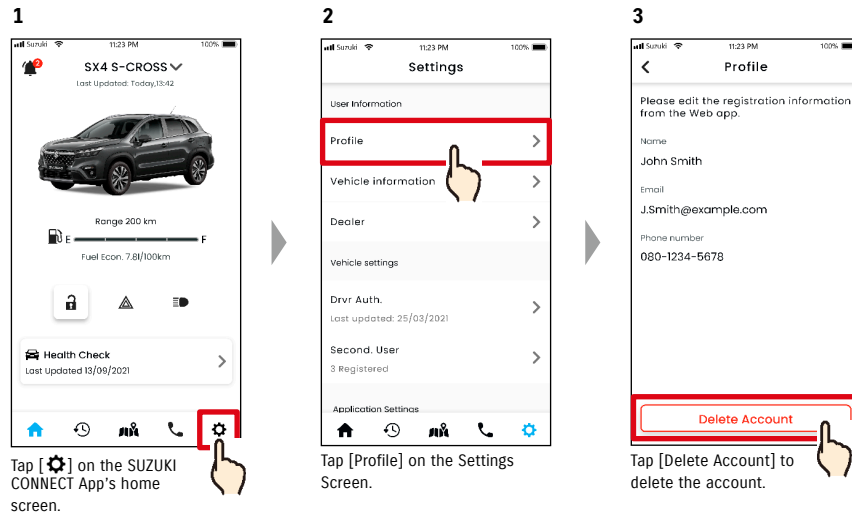 1
Suzuki 11:23 PM 100%
2
SX4 S-CROSS
Last Updated: Today,13:42
Range 200 km
E F
Fuel Econ. 7.8l/100km
Health Check
Last Updated 13/09/2021
Tap [ ] on the SUZUKI
CONNECT App's home
screen.
2
Suzuki 11:23 PM 100%
Settings
User Information
Profile
Vehicle information
Dealer
Vehicle settings
Drvr Auth.
Last updated: 25/03/2021
Second. User
3 Registered
Application Settings
Tap [Profile] on the Settings
Screen.
3
Suzuki 11:23 PM 100%
Profile
Please edit the registration information
from the Web app.
Name
John Smith
Email
J.Smith@example.com
Phone number
080-1234-5678
Delete Account
Tap [Delete Account] to
delete the account.